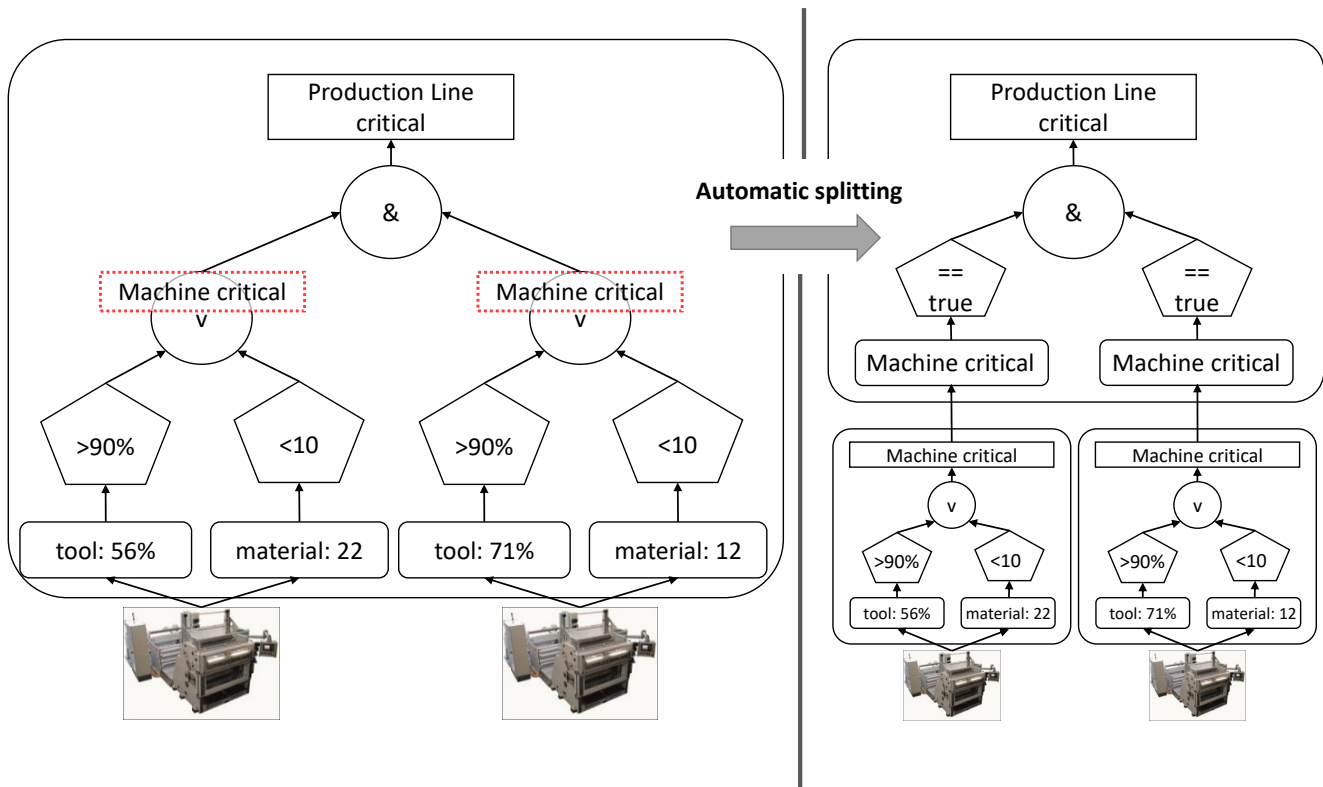 Production Line
critical
&
Machine critical
v
Machine critical
v
>90%
<10
>90%
<10
tool: 56%
material: 22
tool: 71%
material: 12
Automatic splitting
Production Line
critical
&
==
true
==
true
Machine critical
Machine critical
Machine critical
v
>90%
<10
tool: 56%
material: 22
Machine critical
v
>90%
<10
tool: 71%
material: 12